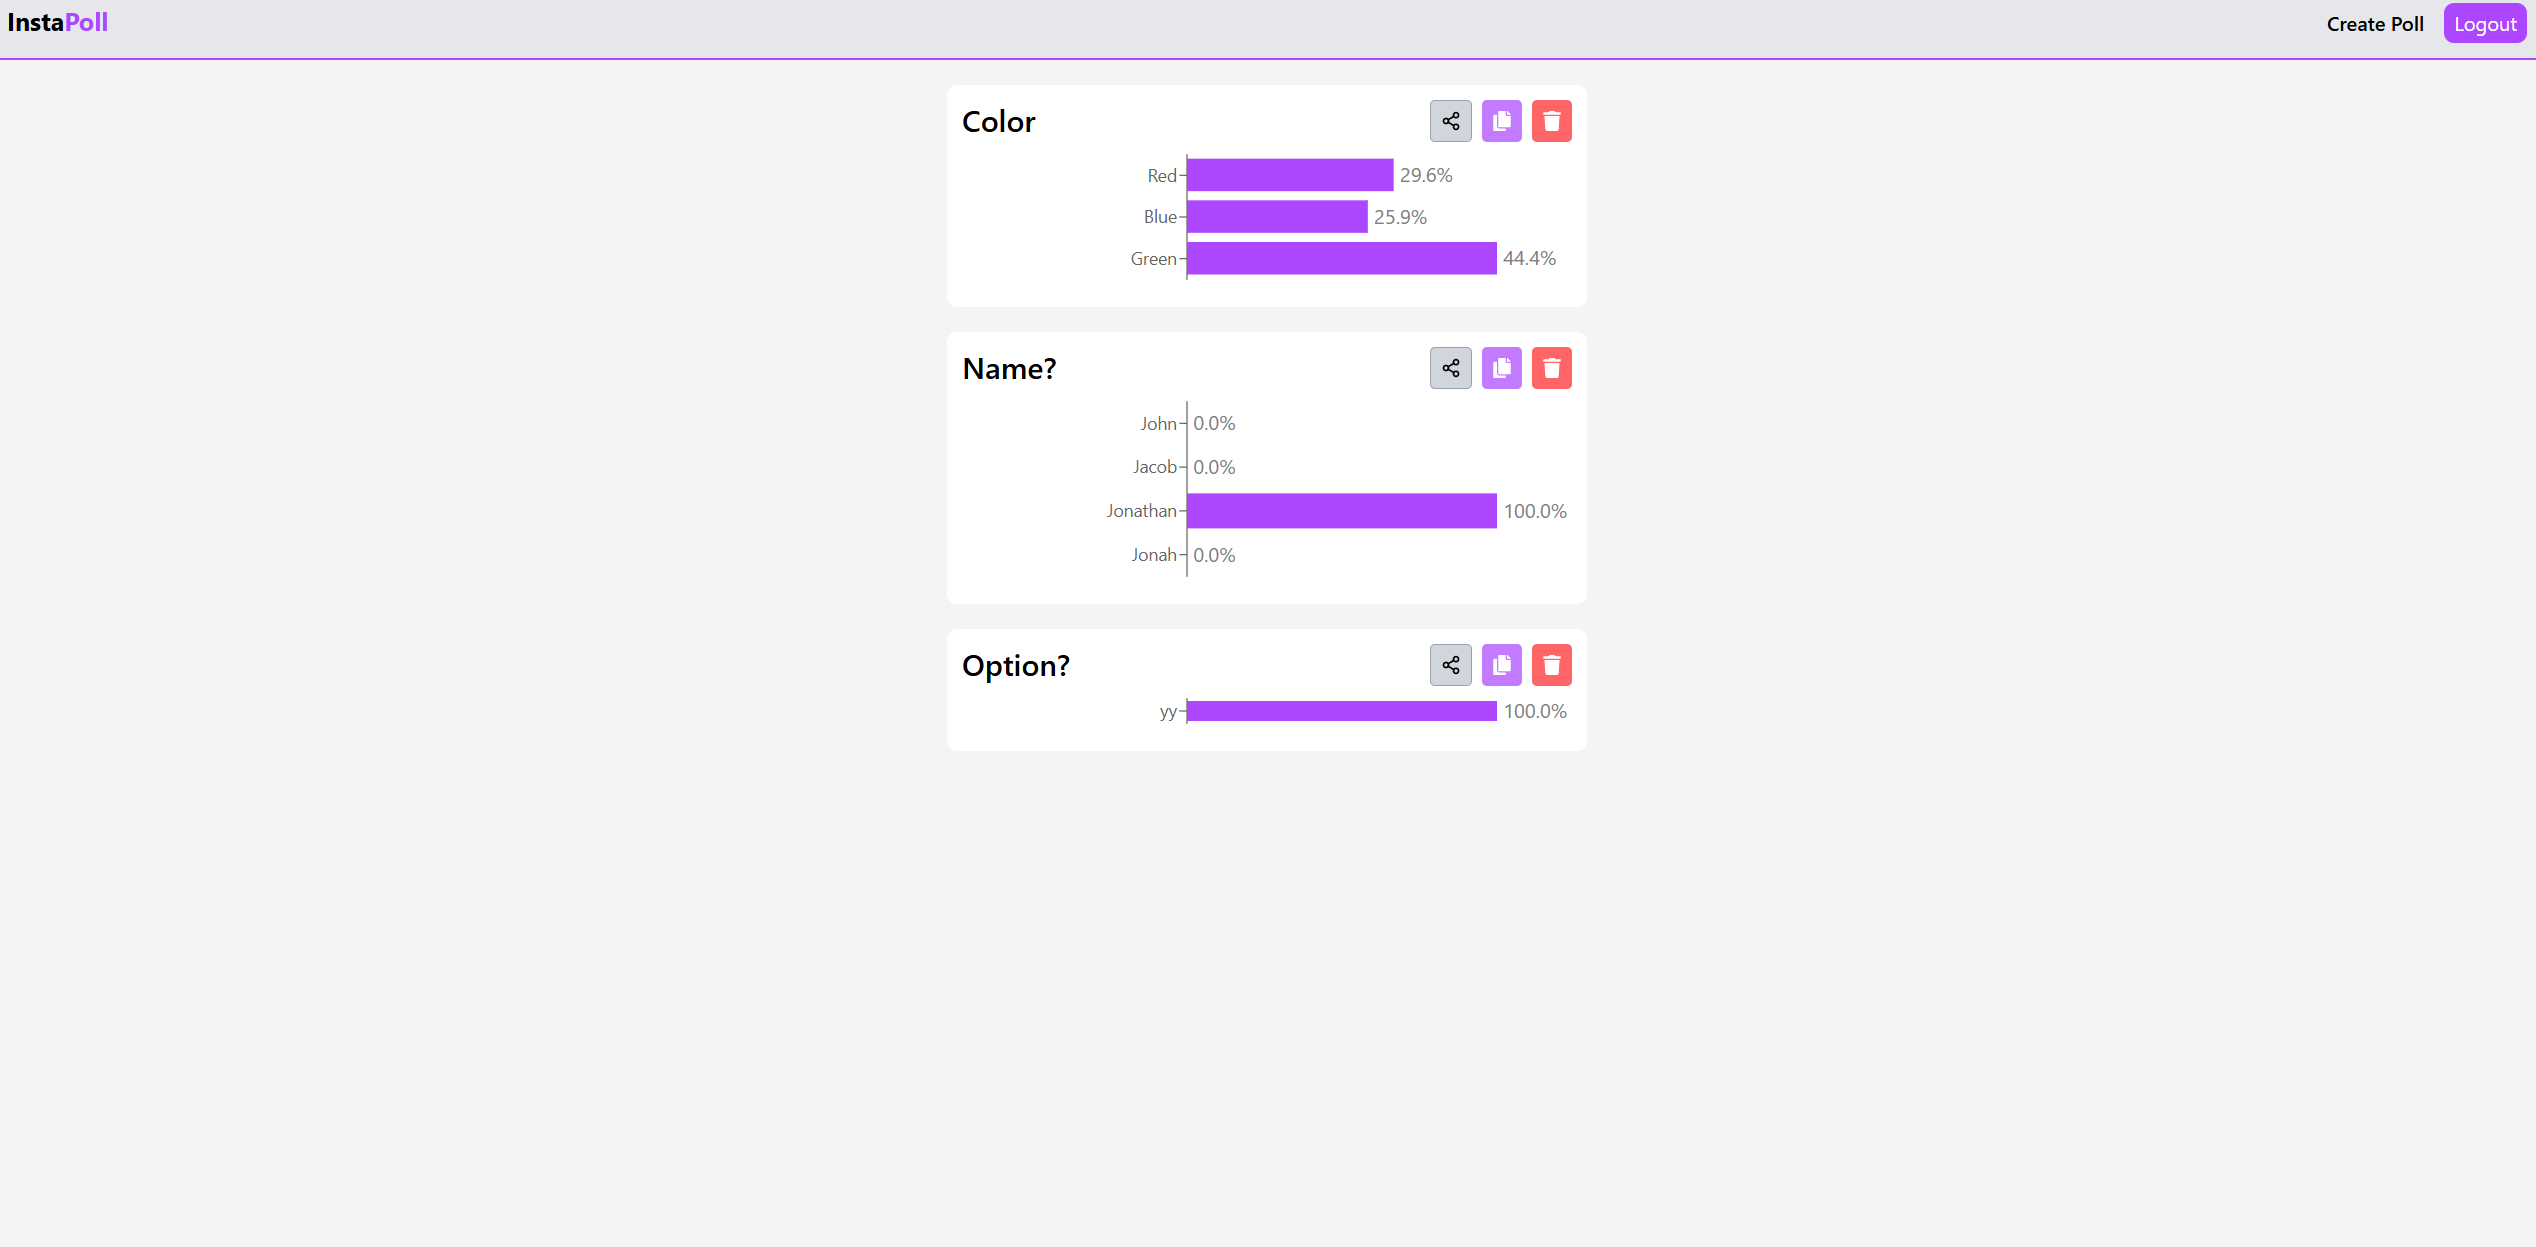 InstaPoll
Create Poll
Logout
Color
Red 29.6%
Blue 25.9%
Green 44.4%
Name?
John 0.0%
Jacob 0.0%
Jonathan 100.0%
Jonah 0.0%
Option?
yy 100.0%